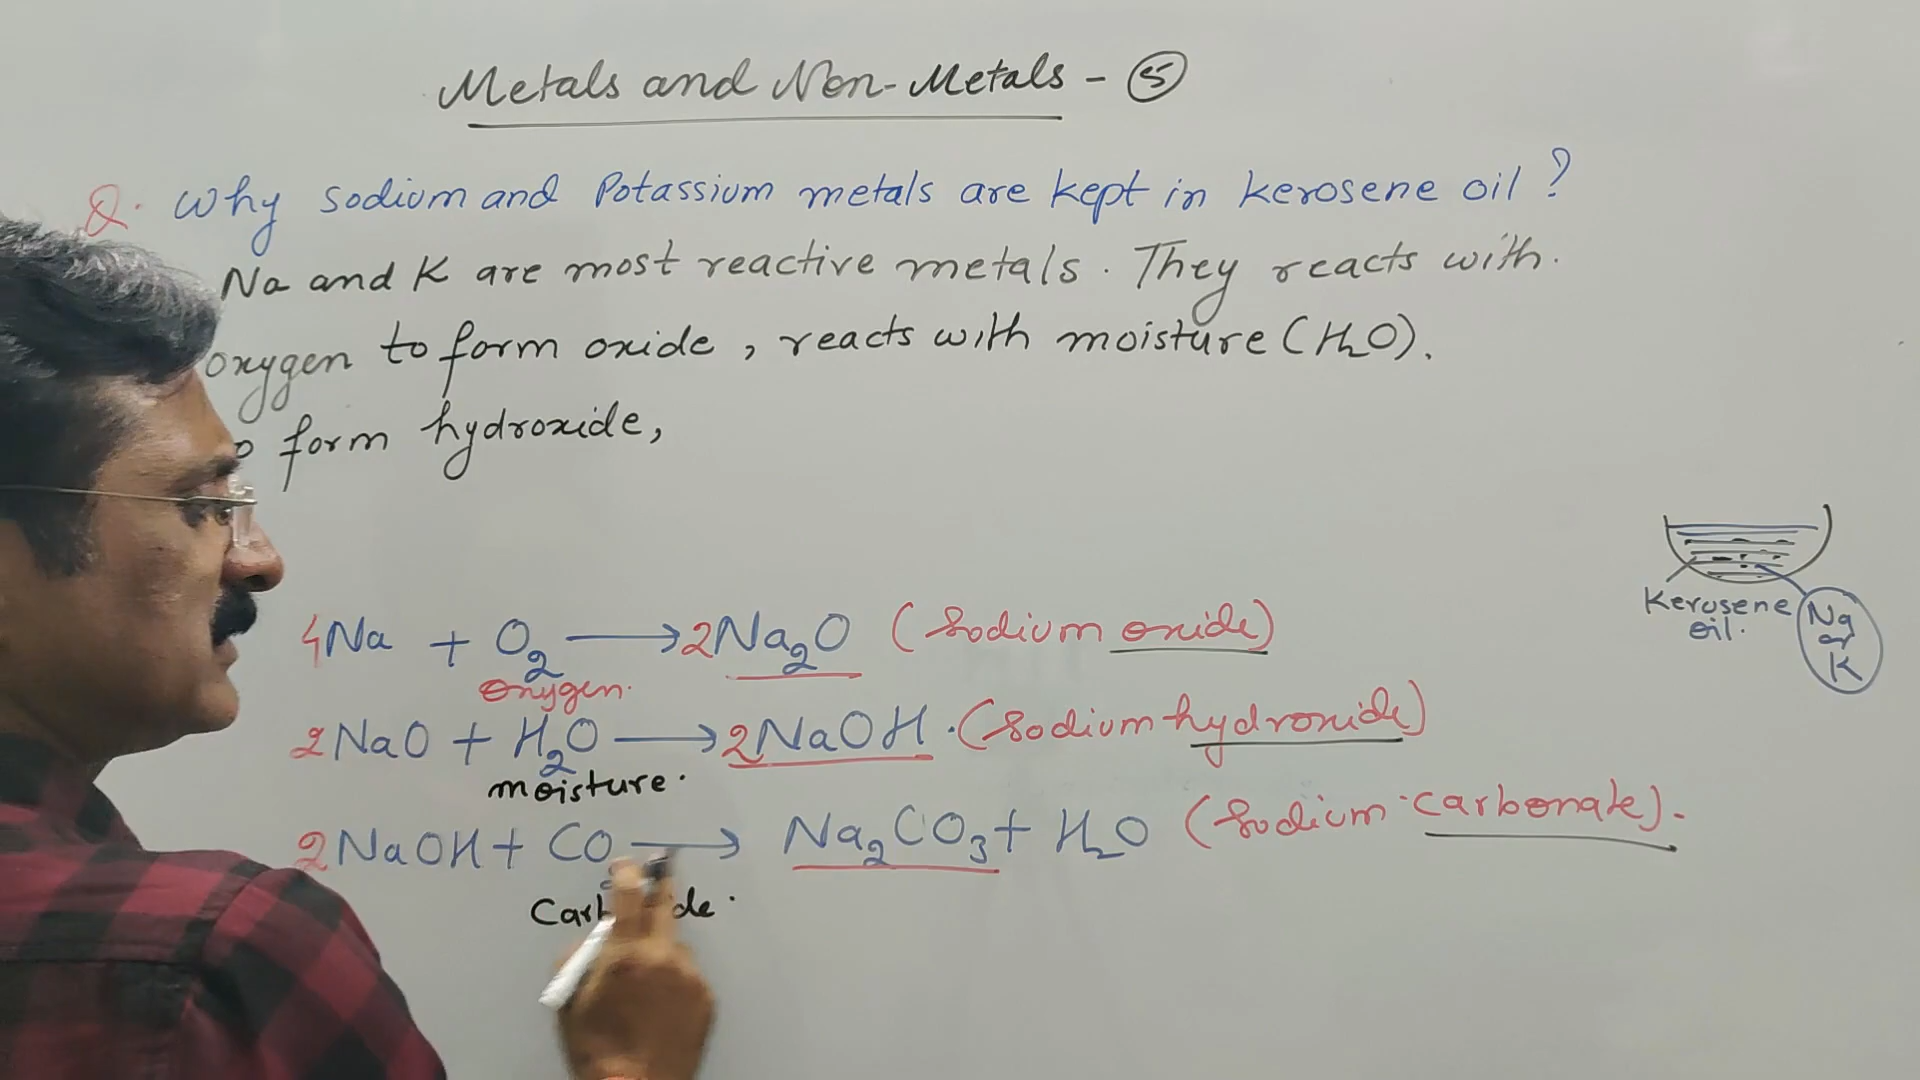 Metals and Non-Metals - ⑤
Q. Why sodium and Potassium metals are kept in kerosene oil?
Na and K are most reactive metals. They reacts with.
oxygen to form oxide, reacts with moisture (H₂O).
form hydroxide,
4Na + O₂ ⟶ 2Na₂O (Sodium oxide)
oxygen.
2NaO + H₂O ⟶ 2NaOH. (Sodium hydroxide)
moisture.
2NaOH + CO₂ ⟶ Na₂CO₃ + H₂O (Sodium carbonate).
Kerosene oil.
Na or K